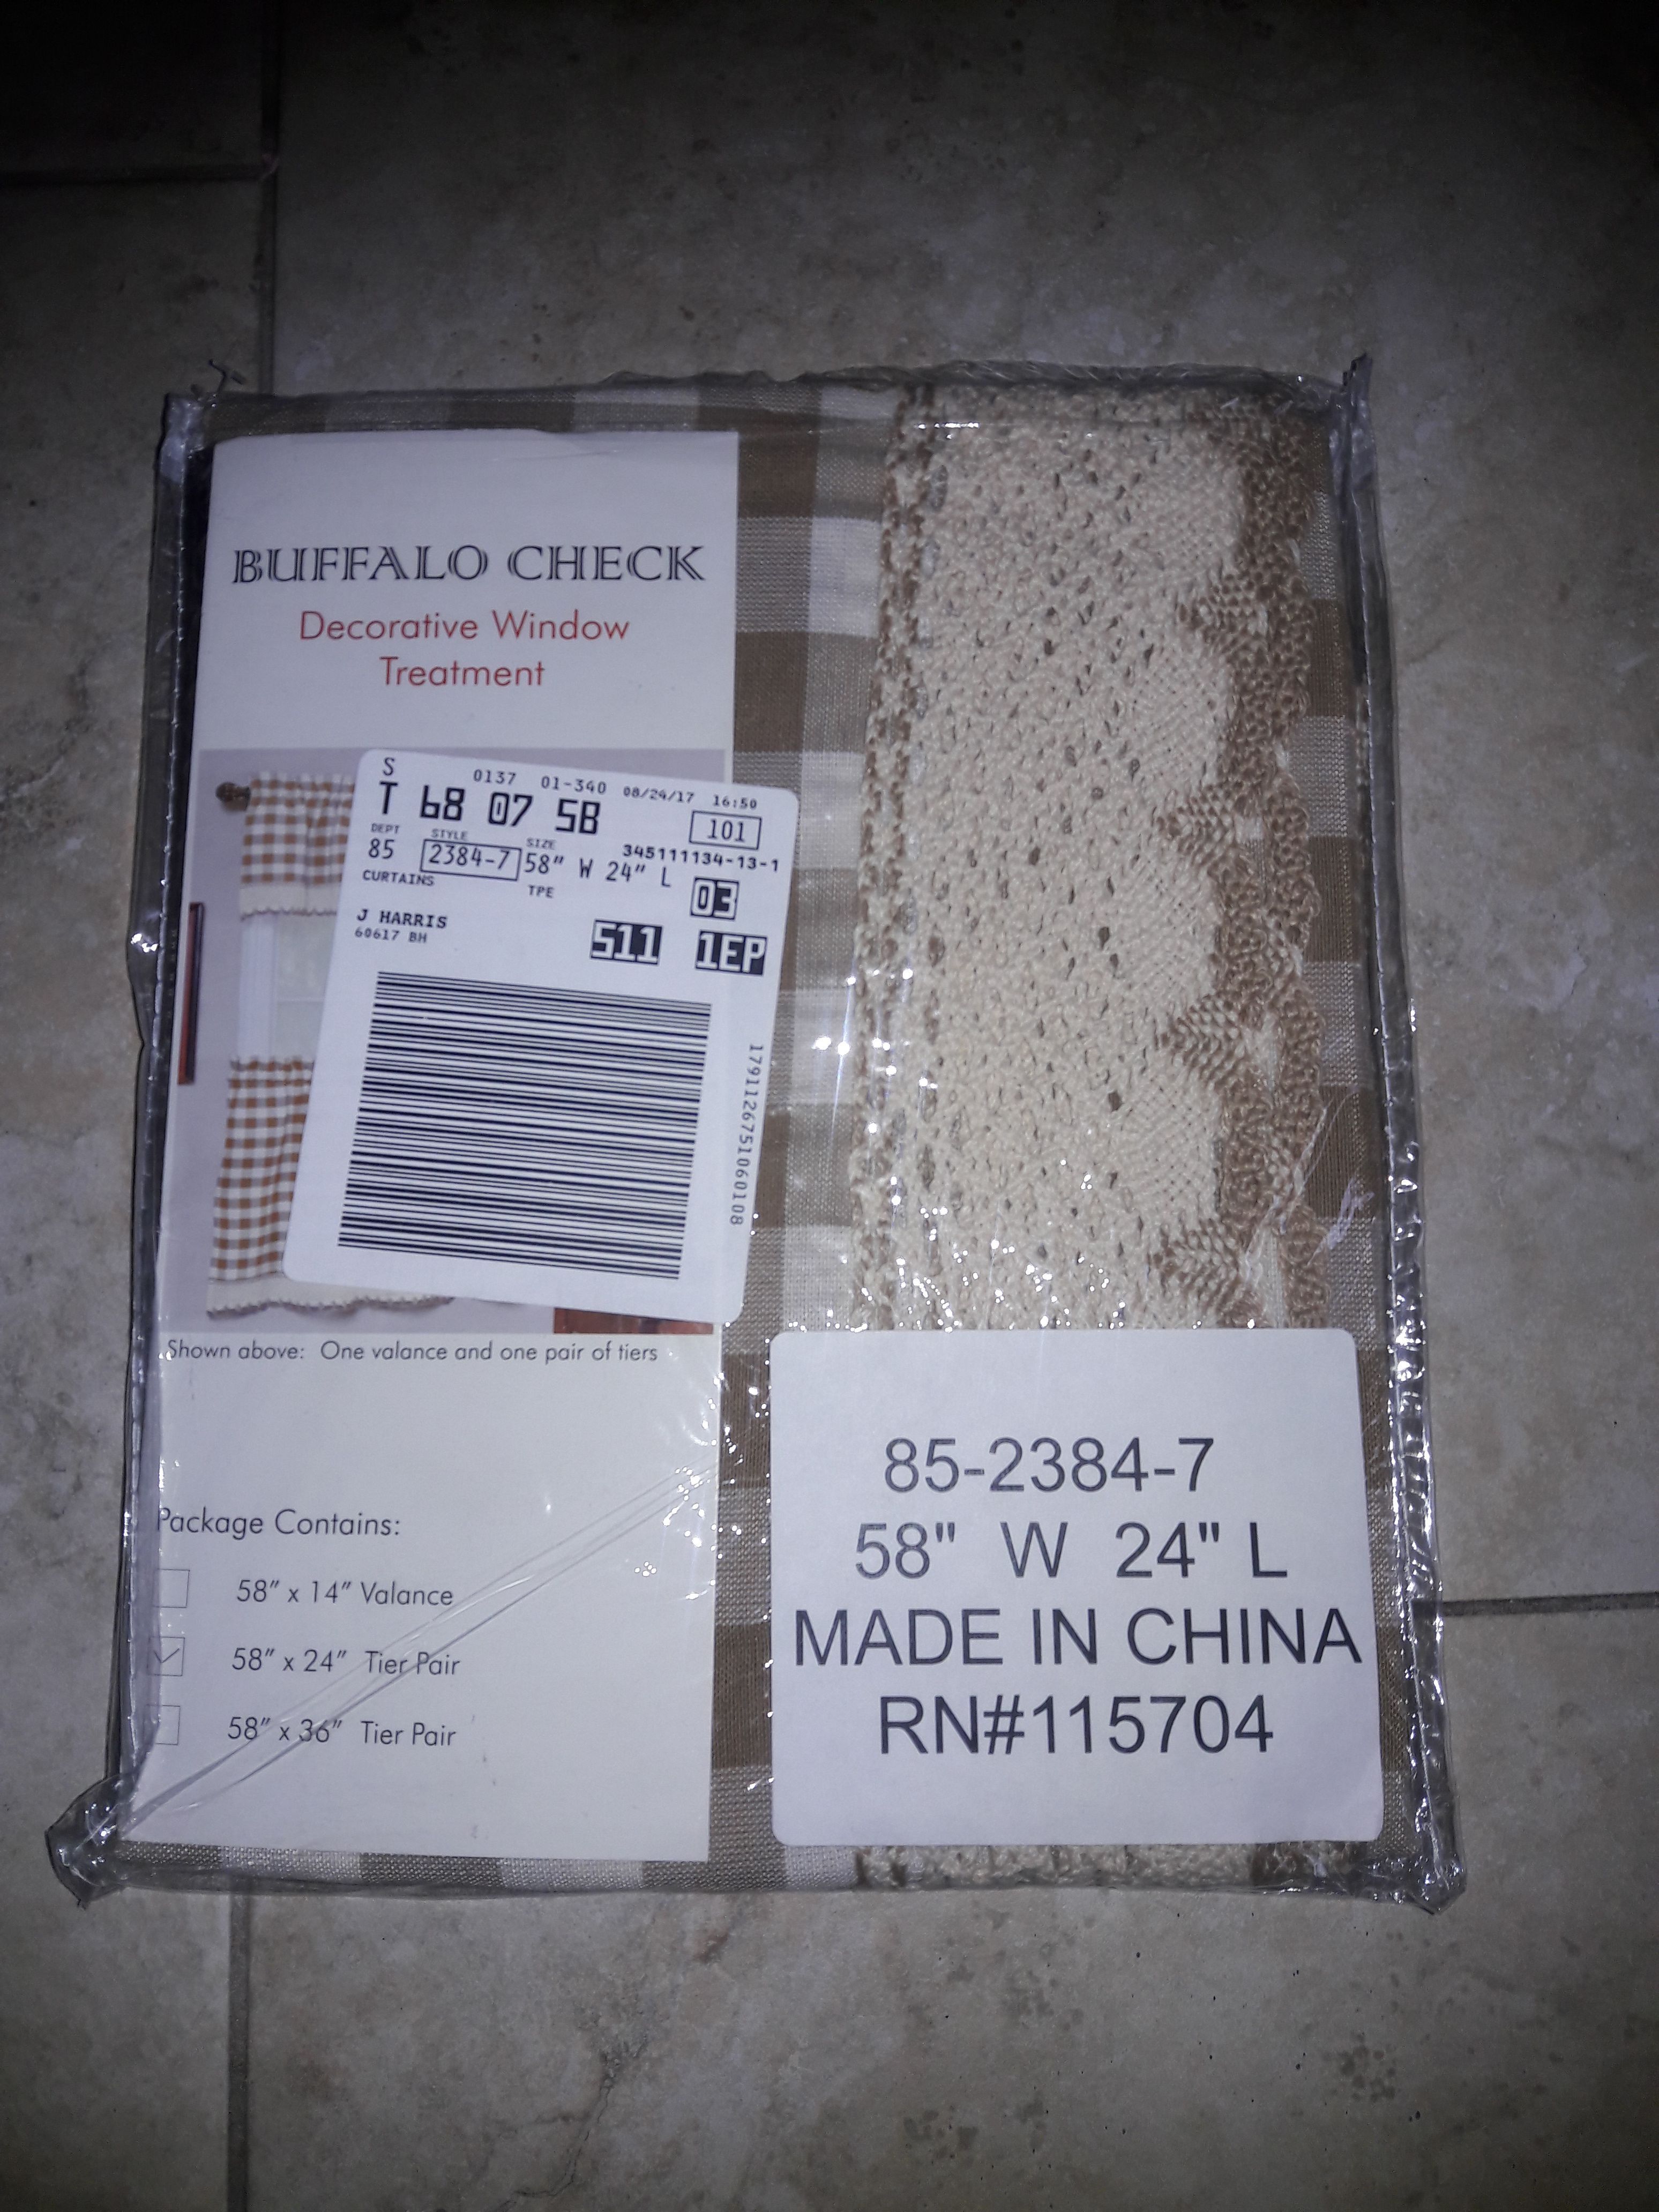 BUFFALO CHECK
Decorative Window
Treatment
S 0137 01-340 08/24/17 16:50
T 68 07 5B 101
DEPT STYLE SIZE 345111134-13-1
85 2384-7 58" W 24" L 03
CURTAINS TPE
J HARRIS
60617 BH 511 1EP
1791126751060108
Shown above: One valance and one pair of tiers
Package Contains:
58" x 14" Valance
58" x 24" Tier Pair
58" x 36" Tier Pair
85-2384-7
58" W 24" L
MADE IN CHINA
RN#115704